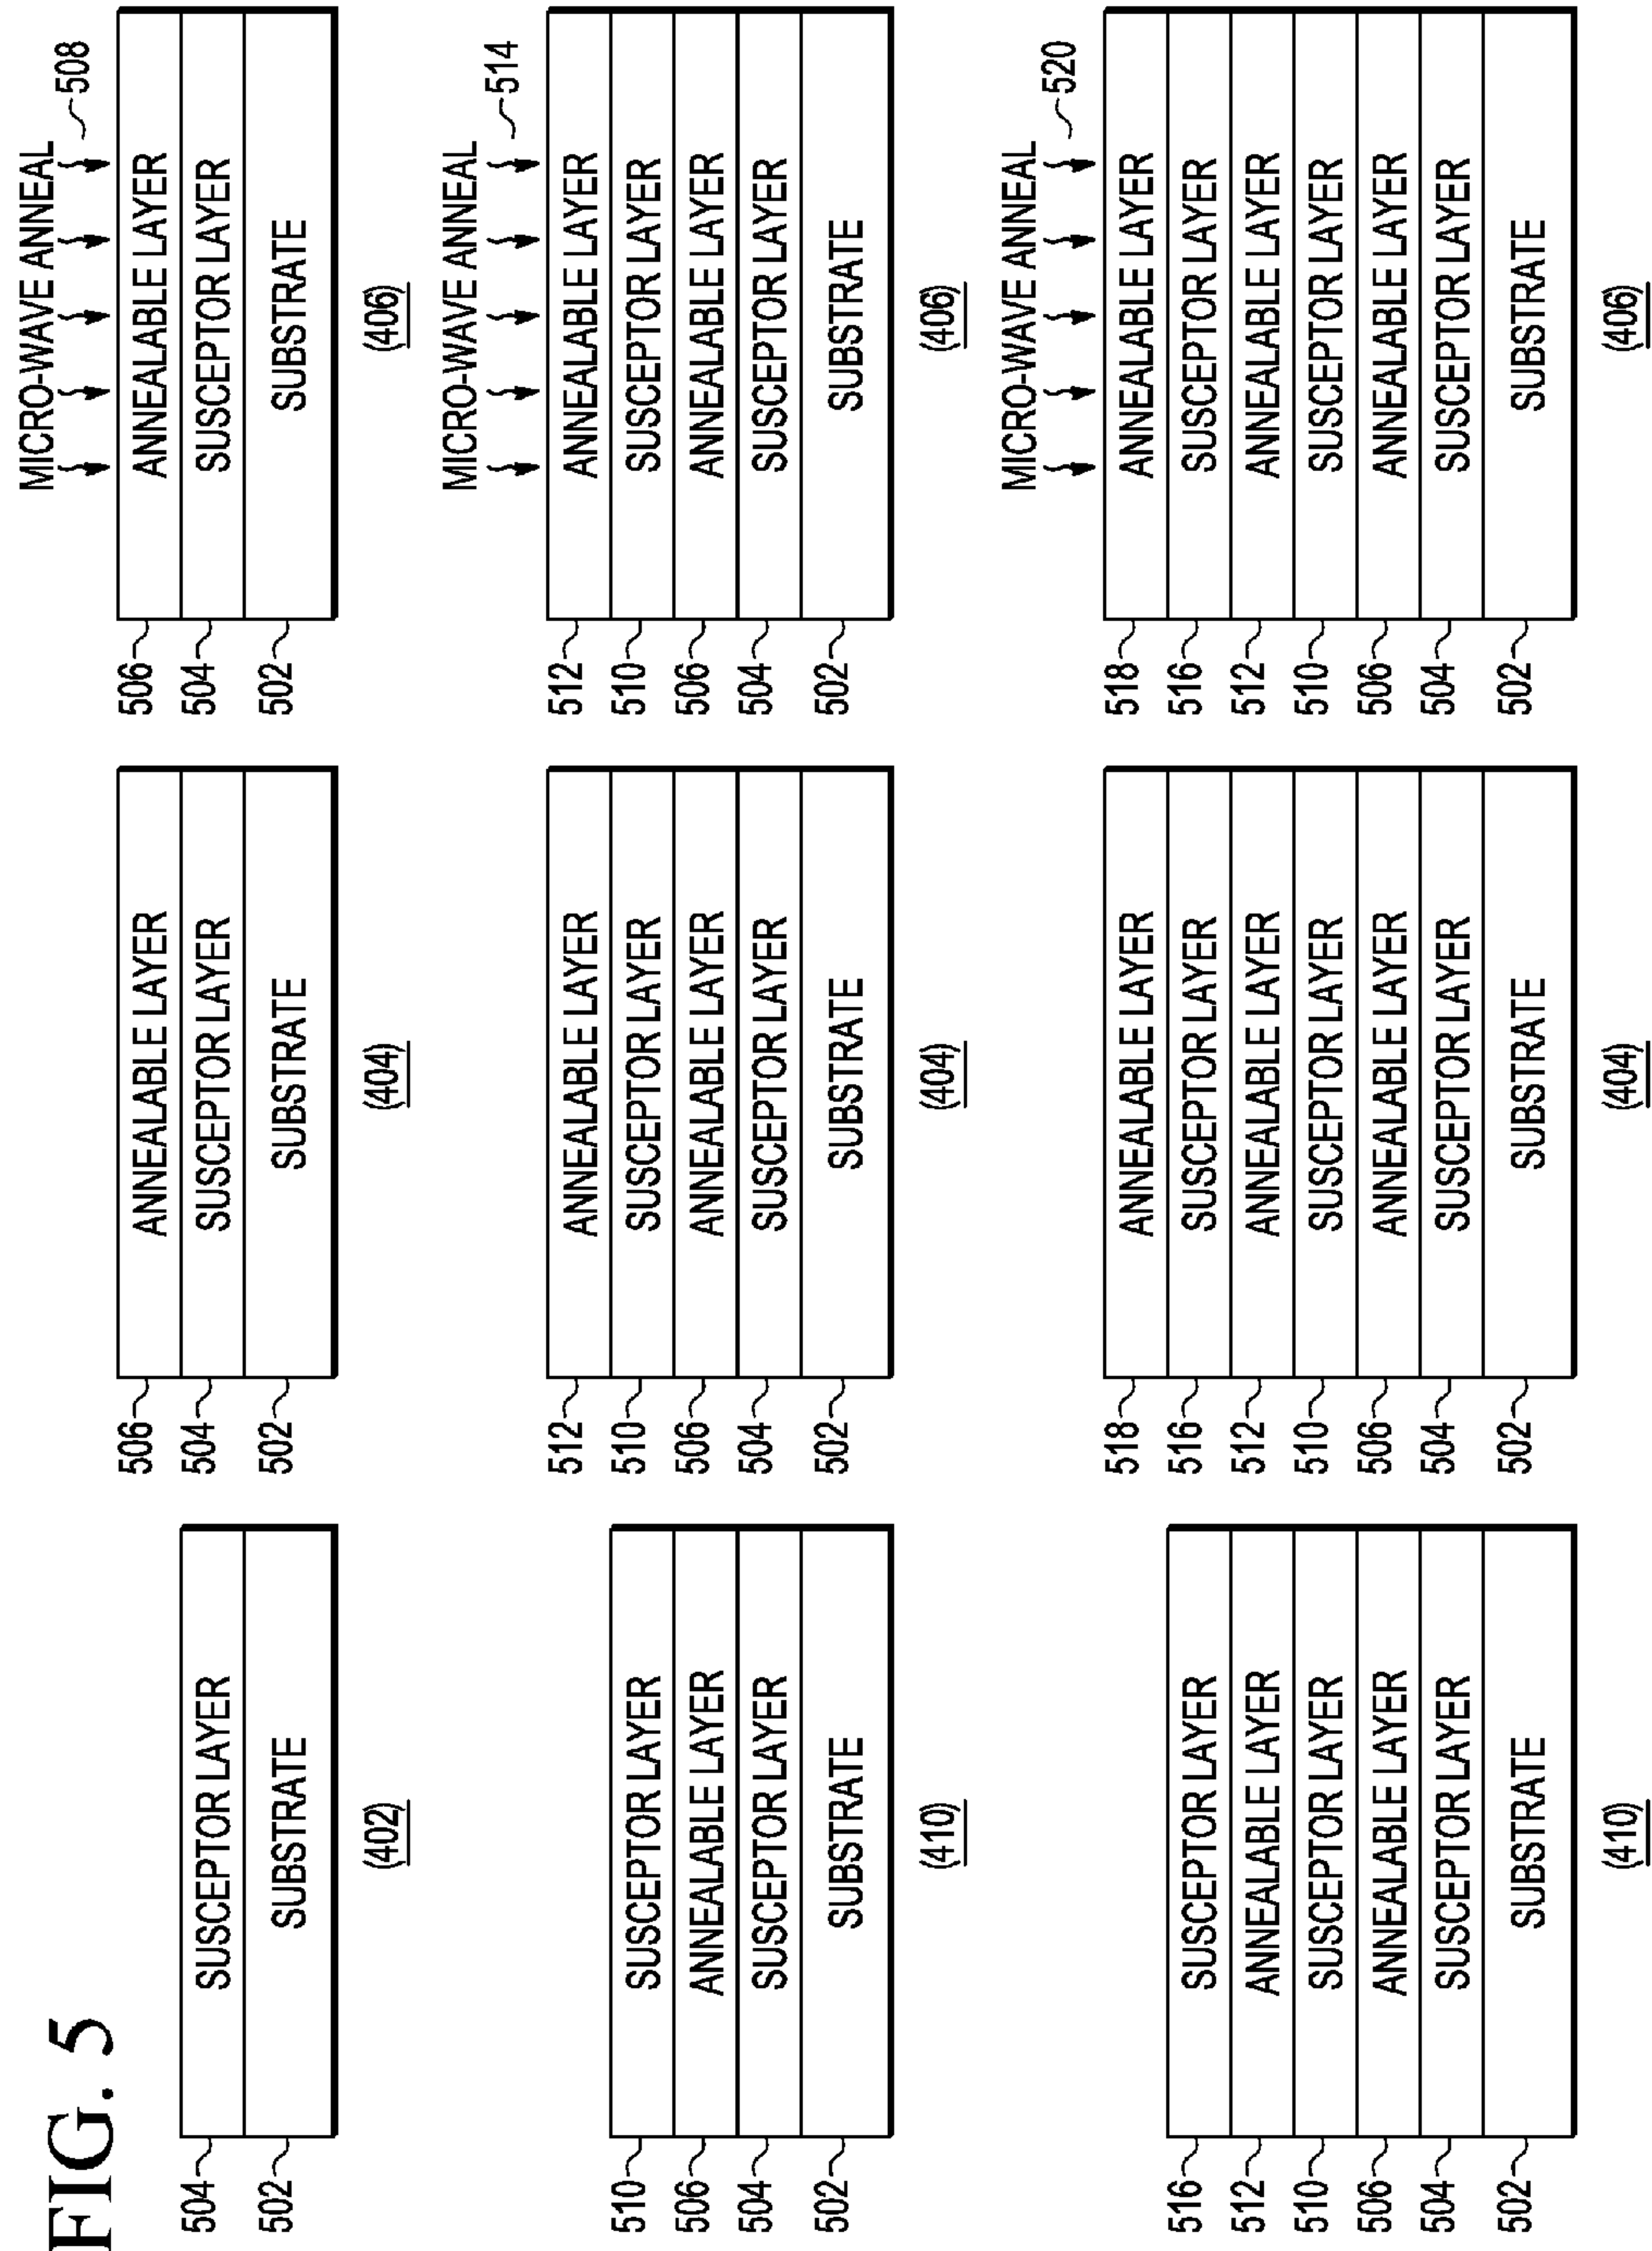 FIG. 5
SUSCEPTOR LAYER
SUBSTRATE
504
502
(402)
ANNEALABLE LAYER
SUSCEPTOR LAYER
SUBSTRATE
506
504
502
(404)
MICRO-WAVE ANNEAL
508
ANNEALABLE LAYER
SUSCEPTOR LAYER
SUBSTRATE
506
504
502
(406)
SUSCEPTOR LAYER
ANNEALABLE LAYER
SUSCEPTOR LAYER
SUBSTRATE
510
506
504
502
(410)
ANNEALABLE LAYER
SUSCEPTOR LAYER
ANNEALABLE LAYER
SUSCEPTOR LAYER
SUBSTRATE
512
510
506
504
502
(404)
MICRO-WAVE ANNEAL
514
ANNEALABLE LAYER
SUSCEPTOR LAYER
ANNEALABLE LAYER
SUSCEPTOR LAYER
SUBSTRATE
512
510
506
504
502
(406)
SUSCEPTOR LAYER
ANNEALABLE LAYER
SUSCEPTOR LAYER
ANNEALABLE LAYER
SUSCEPTOR LAYER
SUBSTRATE
516
512
510
506
504
502
(410)
ANNEALABLE LAYER
SUSCEPTOR LAYER
ANNEALABLE LAYER
SUSCEPTOR LAYER
ANNEALABLE LAYER
SUSCEPTOR LAYER
SUBSTRATE
518
516
512
510
506
504
502
(404)
MICRO-WAVE ANNEAL
520
ANNEALABLE LAYER
SUSCEPTOR LAYER
ANNEALABLE LAYER
SUSCEPTOR LAYER
ANNEALABLE LAYER
SUSCEPTOR LAYER
SUBSTRATE
518
516
512
510
506
504
502
(406)